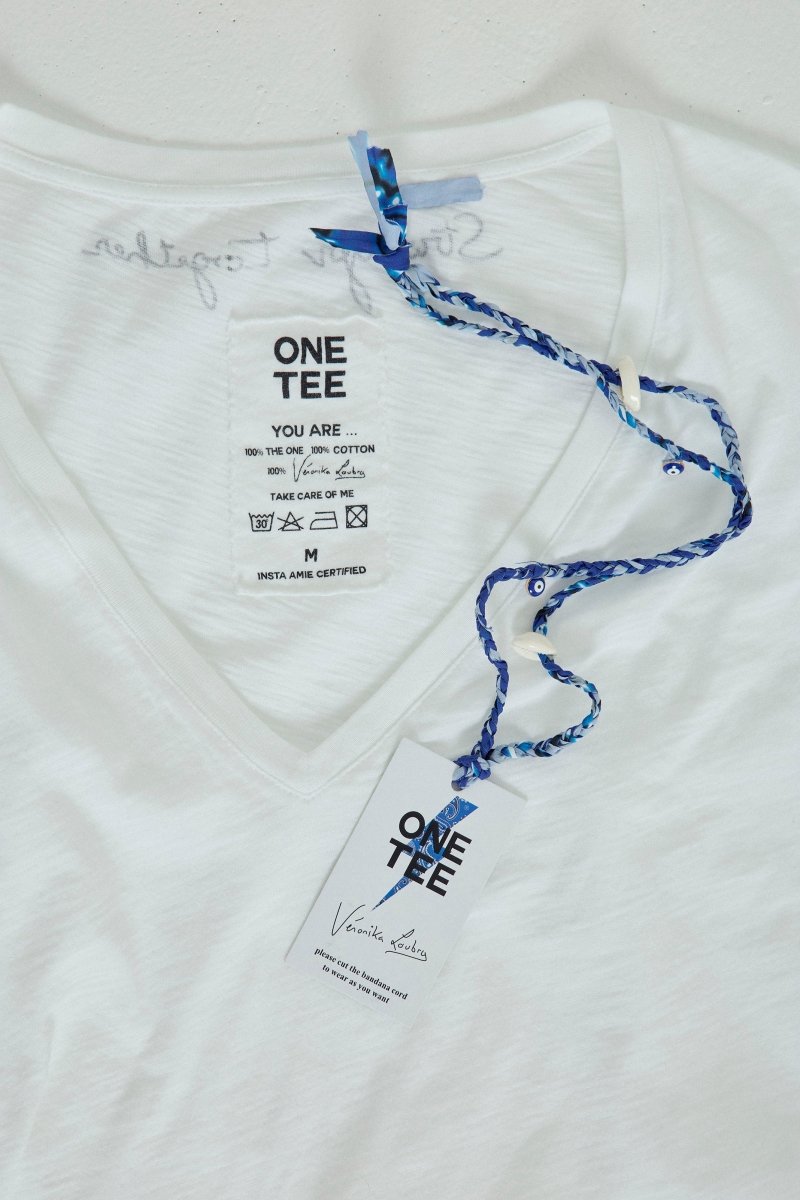 together
ONE
TEE
YOU ARE ...
100% THE ONE 100% COTTON
100% Véronika Loubry
TAKE CARE OF ME
30°
M
INSTA AMIE CERTIFIED
ONE
TEE
Véronika Loubry
please cut the bandana cord
to wear as you want